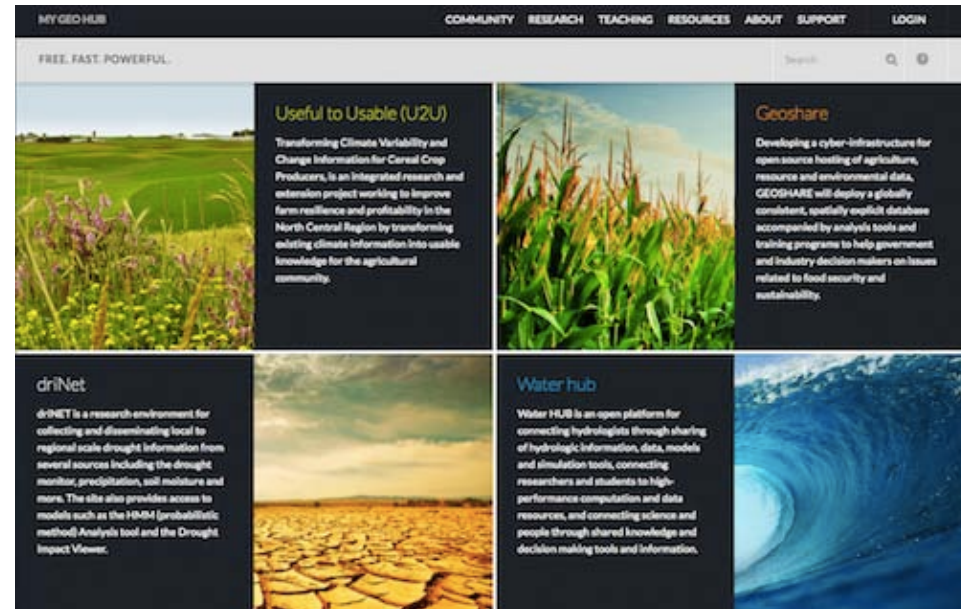 MY GEO HUB
COMMUNITY RESEARCH TEACHING RESOURCES ABOUT SUPPORT LOGIN
FREE. FAST. POWERFUL.
Search
Useful to Usable (U2U)
Transforming Climate Variability and
Change Information for Cereal Crop
Producers, is an integrated research and
extension project working to improve
farm resilience and profitability in the
North Central Region by transforming
existing climate information into usable
knowledge for the agricultural
community.
Geoshare
Developing a cyber-infrastructure for
open source hosting of agriculture,
resource and environmental data,
GEOSHARE will deploy a globally
consistent, spatially explicit database
accompanied by analysis tools and
training programs to help government
and industry decision makers on issues
related to food security and
sustainability.
driNet
driNET is a research environment for
collecting and disseminating local to
regional scale drought information from
several sources including the drought
monitor, precipitation, soil moisture and
more. The site also provides access to
models such as the HMM (probabilistic
method) Analysis tool and the Drought
Impact Viewer.
Water hub
Water HUB is an open platform for
connecting hydrologists through sharing
of hydrologic information, data, models
and simulation tools, connecting
researchers and students to high-
performance computation and data
resources, and connecting science and
people through shared knowledge and
decision making tools and information.